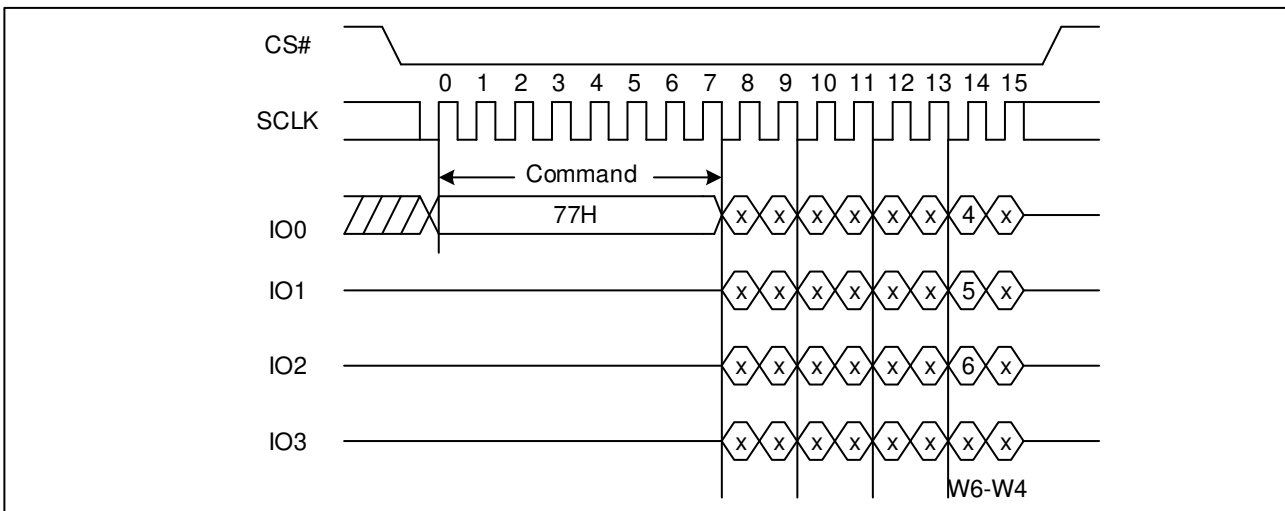 CS#
0 1 2 3 4 5 6 7 8 9 10 11 12 13 14 15
SCLK
Command
IO0 77H x x x x x x 4 x
IO1 x x x x x x 5 x
IO2 x x x x x x 6 x
IO3 x x x x x x x x
W6-W4